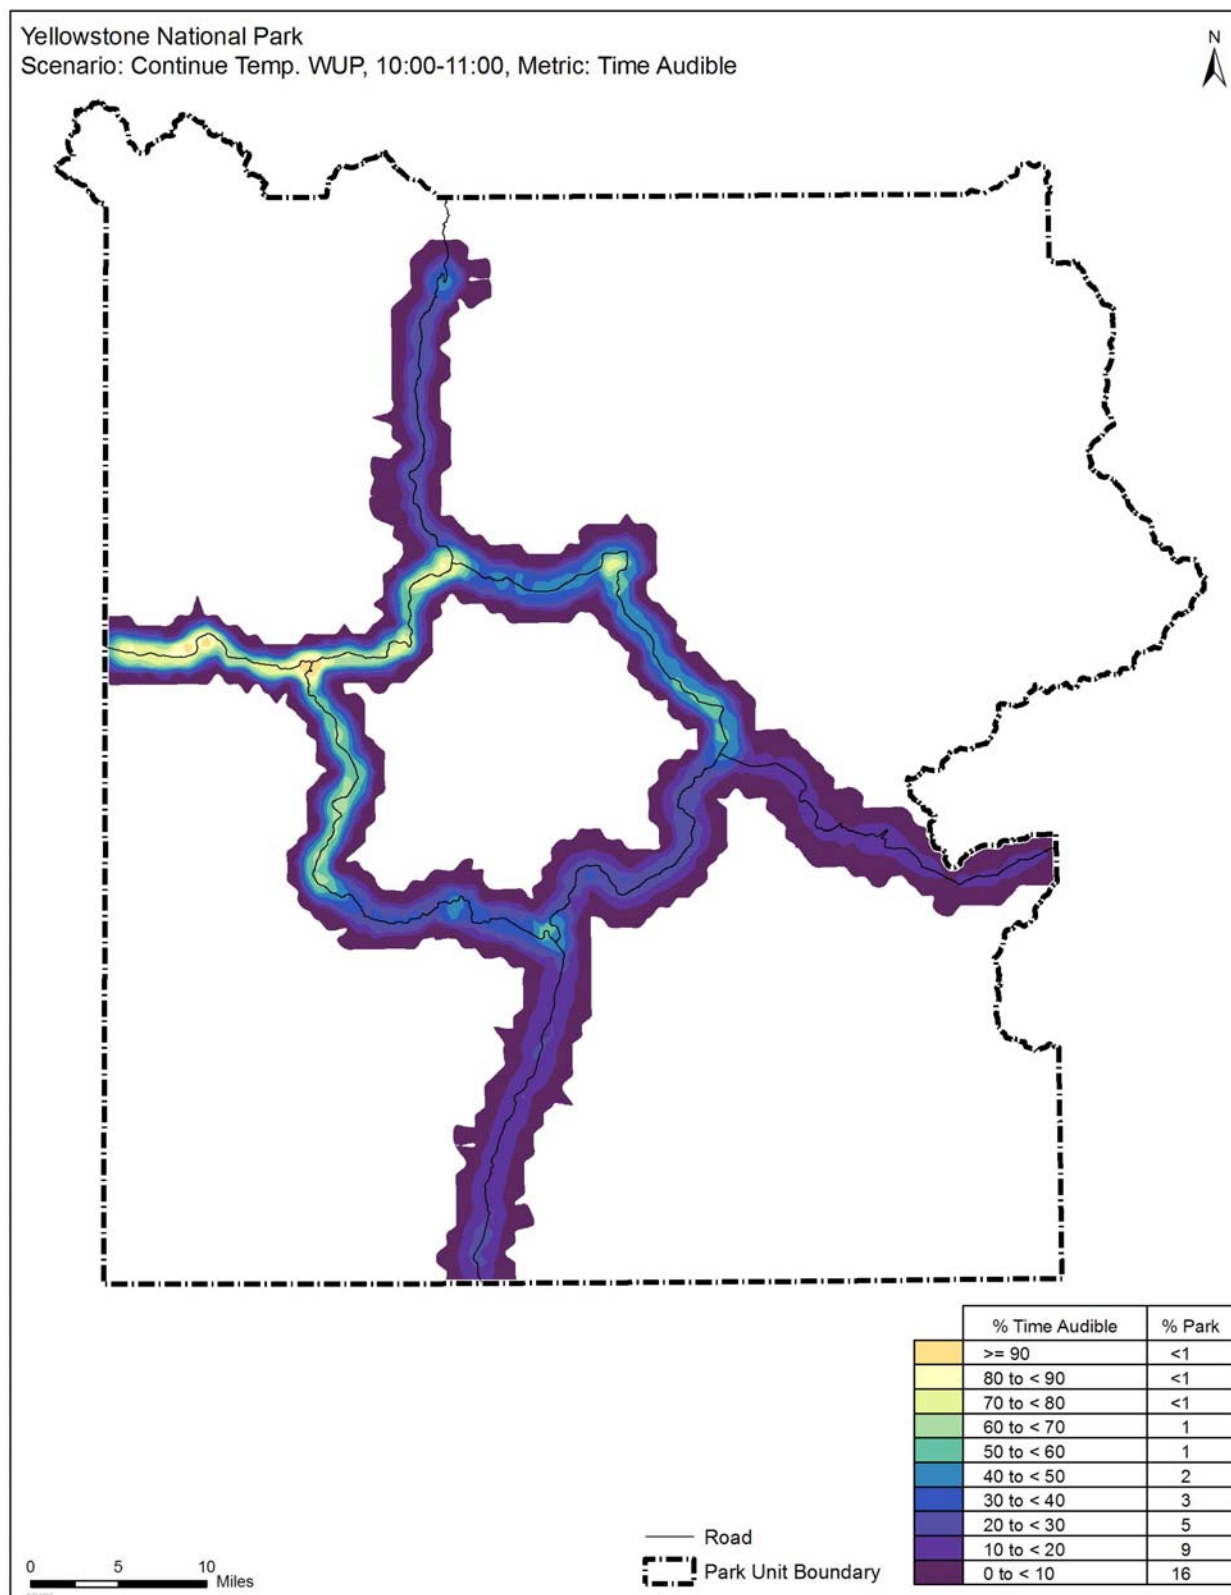 Yellowstone National Park
Scenario: Continue Temp. WUP, 10:00-11:00, Metric: Time Audible
N
% Time Audible % Park
>= 90 <1
80 to < 90 <1
70 to < 80 <1
60 to < 70 1
50 to < 60 1
40 to < 50 2
30 to < 40 3
20 to < 30 5
10 to < 20 9
0 to < 10 16
Road
Park Unit Boundary
0 5 10
Miles